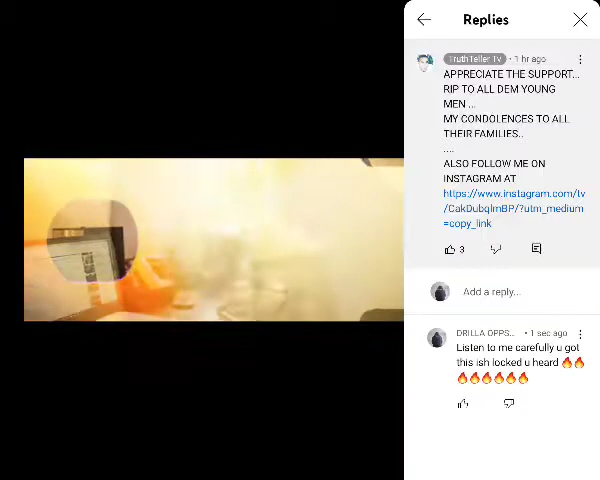 Replies
TruthTeller Tv • 1 hr ago
APPRECIATE THE SUPPORT...
RIP TO ALL DEM YOUNG
MEN ...
MY CONDOLENCES TO ALL
THEIR FAMILIES..
....
ALSO FOLLOW ME ON
INSTAGRAM AT
https://www.instagram.com/tv
/CakDubqlmBP/?utm_medium
=copy_link
3
Add a reply...
DRILLA OPPS... • 1 sec ago
Listen to me carefully u got
this ish locked u heard 🔥🔥
🔥🔥🔥🔥🔥🔥